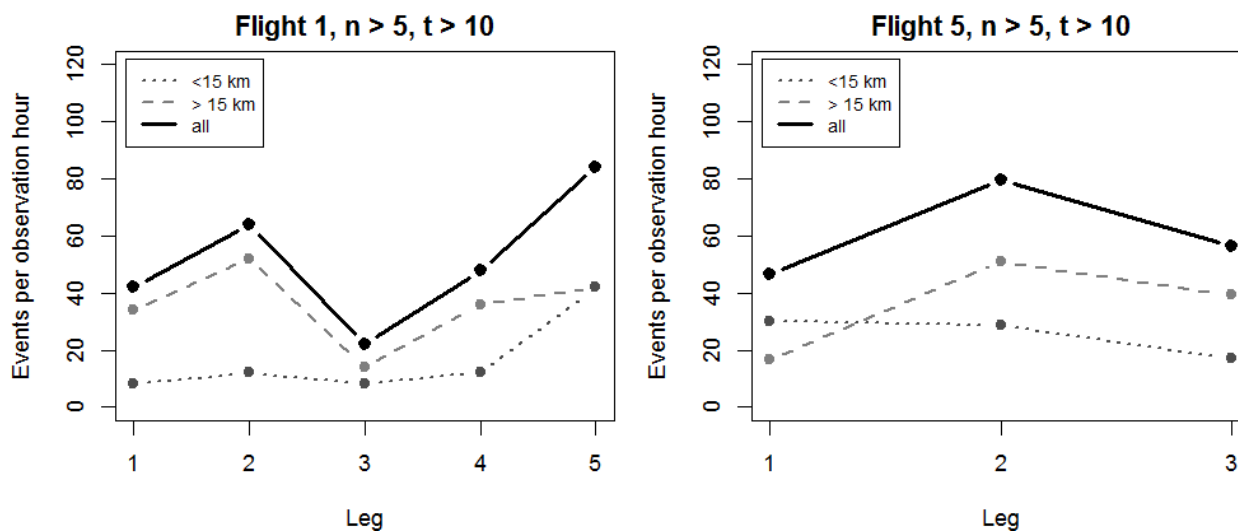 Flight 1, n > 5, t > 10
Events per observation hour
120
100
80
60
40
20
0
<15 km
> 15 km
all
1 2 3 4 5
Leg
Flight 5, n > 5, t > 10
Events per observation hour
120
100
80
60
40
20
0
<15 km
> 15 km
all
1 2 3
Leg